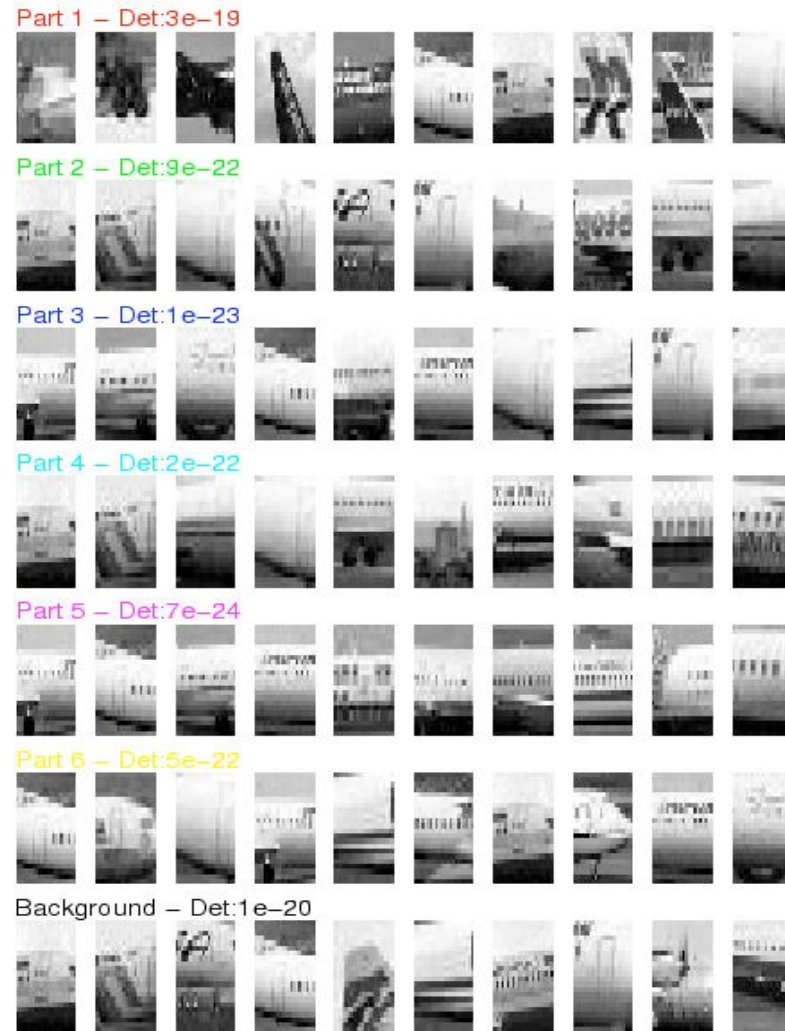 Part 1 – Det:3e–19
Part 2 – Det:9e–22
Part 3 – Det:1e–23
Part 4 – Det:2e–22
Part 5 – Det:7e–24
Part 6 – Det:5e–22
Background – Det:1e–20